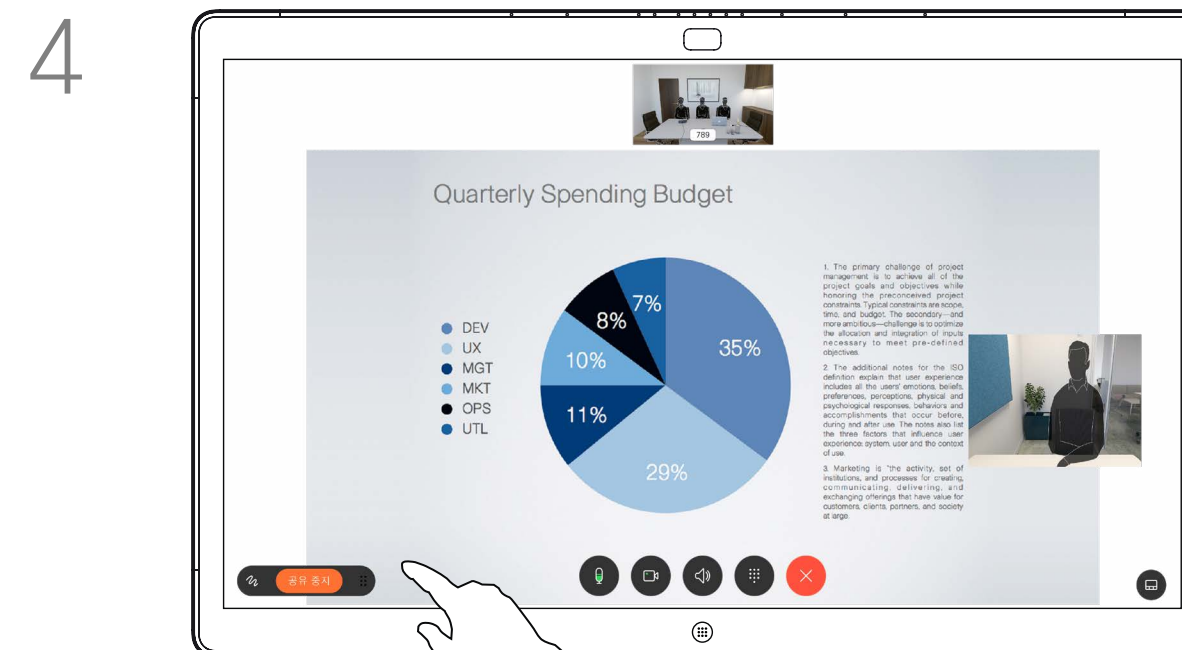 4
789
Quarterly Spending Budget
DEV
UX
MGT
MKT
OPS
UTL
7%
8%
35%
10%
11%
29%
1. The primary challenge of project
management is to achieve all of the
project goals and objectives while
honoring the preconceived project
constraints. Typical constraints are scope,
time, and budget. The secondary—and
more ambitious—challenge is to optimize
the allocation and integration of inputs
necessary to meet pre-defined
objectives.
2. The additional notes for the ISO
definition explain that user experience
includes all the users' emotions, beliefs,
preferences, perceptions, physical and
psychological responses, behaviors and
accomplishments that occur before,
during and after use. The notes also list
the three factors that influence user
experience: system, user and the context
of use.
3. Marketing is "the activity, set of
institutions, and processes for creating,
communicating, delivering, and
exchanging offerings that have value for
customers, clients, partners, and society
at large.
공유 중지